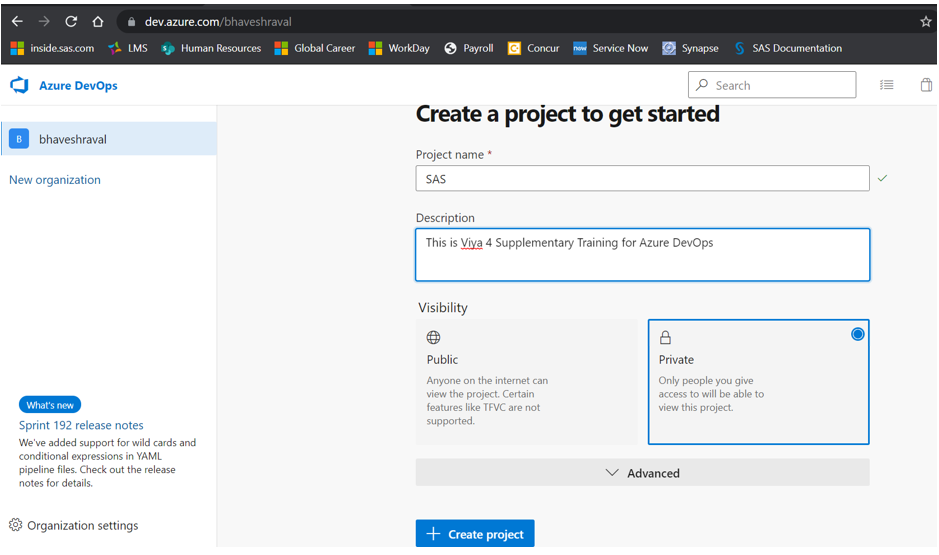 dev.azure.com/bhaveshraval
inside.sas.com LMS Human Resources Global Career WorkDay Payroll Concur now Service Now Synapse SAS Documentation
Azure DevOps
Search
B bhaveshraval
New organization
What's new
Sprint 192 release notes
We've added support for wild cards and
conditional expressions in YAML
pipeline files. Check out the release
notes for details.
Organization settings
Create a project to get started
Project name *
SAS
Description
This is Viya 4 Supplementary Training for Azure DevOps
Visibility
Public
Anyone on the internet can
view the project. Certain
features like TFVC are not
supported.
Private
Only people you give
access to will be able to
view this project.
Advanced
+ Create project